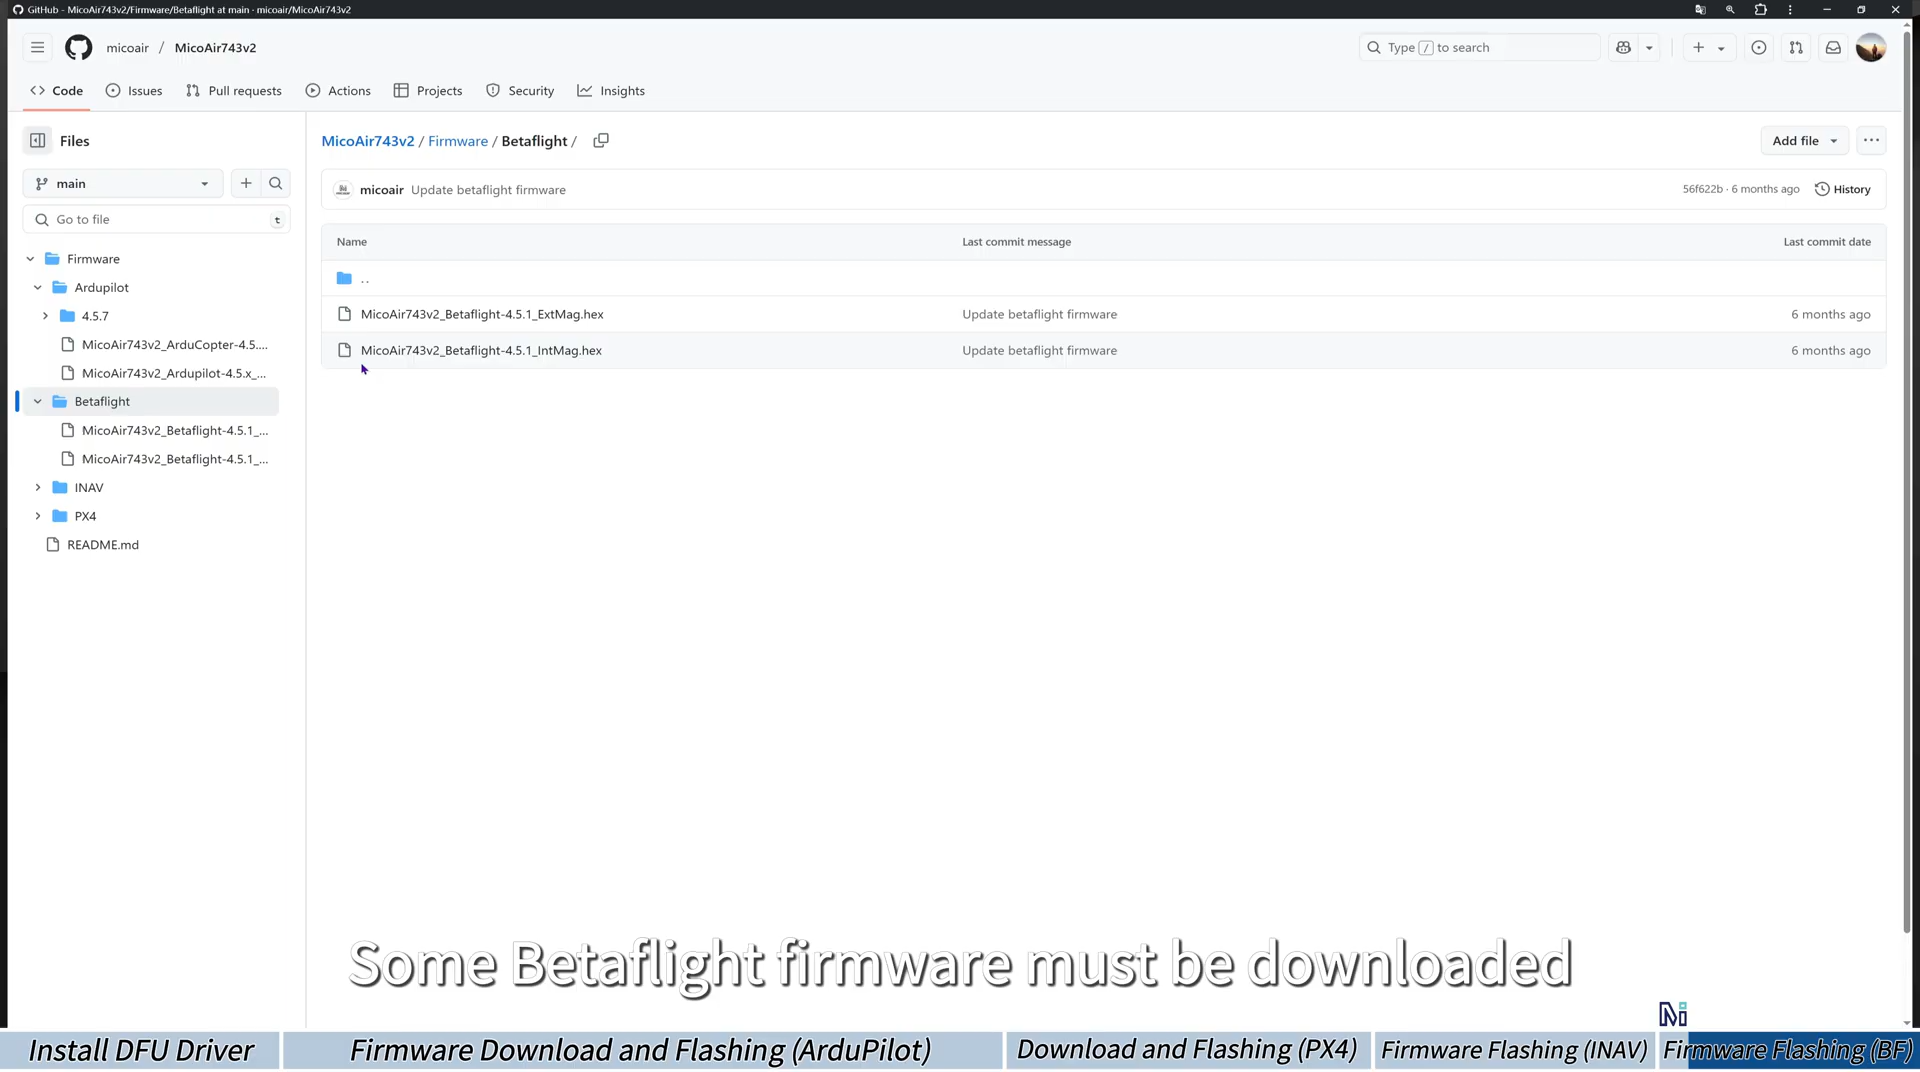 GitHub - MicoAir743v2/Firmware/Betaflight at main · micoair/MicoAir743v2
micoair / MicoAir743v2
Type / to search
Code
Issues
Pull requests
Actions
Projects
Security
Insights
Files
MicoAir743v2 / Firmware / Betaflight /
Add file
main
micoair Update betaflight firmware
56f622b · 6 months ago
History
Go to file
t
Name
Last commit message
Last commit date
Firmware
..
Ardupilot
MicoAir743v2_Betaflight-4.5.1_ExtMag.hex
Update betaflight firmware
6 months ago
4.5.7
MicoAir743v2_ArduCopter-4.5....
MicoAir743v2_Betaflight-4.5.1_IntMag.hex
Update betaflight firmware
6 months ago
MicoAir743v2_Ardupilot-4.5.x_...
Betaflight
MicoAir743v2_Betaflight-4.5.1_...
MicoAir743v2_Betaflight-4.5.1_...
INAV
PX4
README.md
Some Betaflight firmware must be downloaded
Install DFU Driver
Firmware Download and Flashing (ArduPilot)
Download and Flashing (PX4)
Firmware Flashing (INAV)
Firmware Flashing (BF)